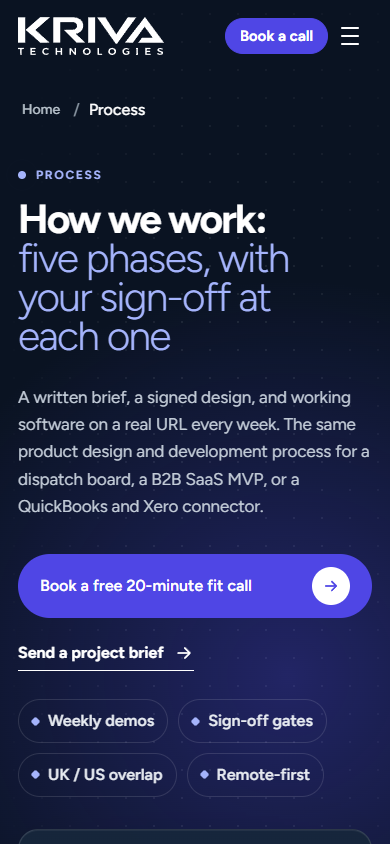 KRIVA
TECHNOLOGIES
Book a call
Home / Process
PROCESS
How we work:
five phases, with
your sign-off at
each one
A written brief, a signed design, and working
software on a real URL every week. The same
product design and development process for a
dispatch board, a B2B SaaS MVP, or a
QuickBooks and Xero connector.
Book a free 20-minute fit call
Send a project brief →
Weekly demos
Sign-off gates
UK / US overlap
Remote-first